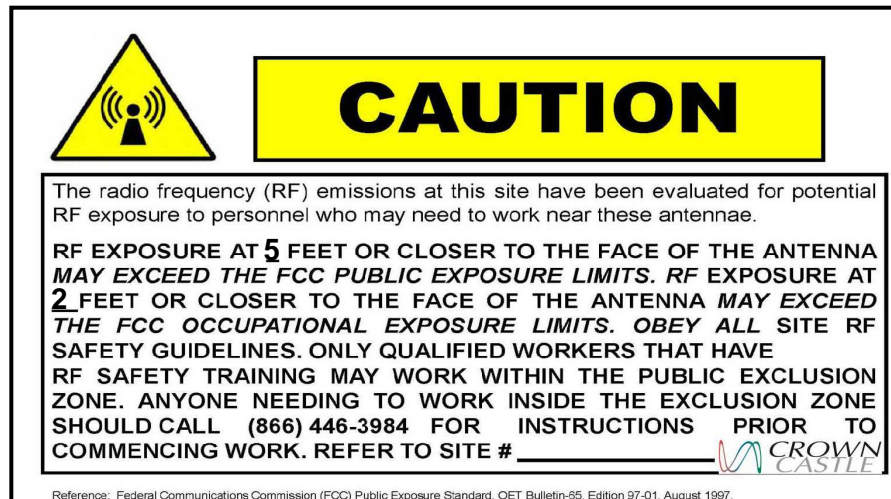 CAUTION
The radio frequency (RF) emissions at this site have been evaluated for potential
RF exposure to personnel who may need to work near these antennae.
RF EXPOSURE AT 5 FEET OR CLOSER TO THE FACE OF THE ANTENNA
MAY EXCEED THE FCC PUBLIC EXPOSURE LIMITS. RF EXPOSURE AT
2 FEET OR CLOSER TO THE FACE OF THE ANTENNA MAY EXCEED
THE FCC OCCUPATIONAL EXPOSURE LIMITS. OBEY ALL SITE RF
SAFETY GUIDELINES. ONLY QUALIFIED WORKERS THAT HAVE
RF SAFETY TRAINING MAY WORK WITHIN THE PUBLIC EXCLUSION
ZONE. ANYONE NEEDING TO WORK INSIDE THE EXCLUSION ZONE
SHOULD CALL (866) 446-3984 FOR INSTRUCTIONS PRIOR TO
COMMENCING WORK. REFER TO SITE # ____________
CROWN
CASTLE
Reference: Federal Communications Commission (FCC) Public Exposure Standard. OET Bulletin-65, Edition 97-01, August 1997.